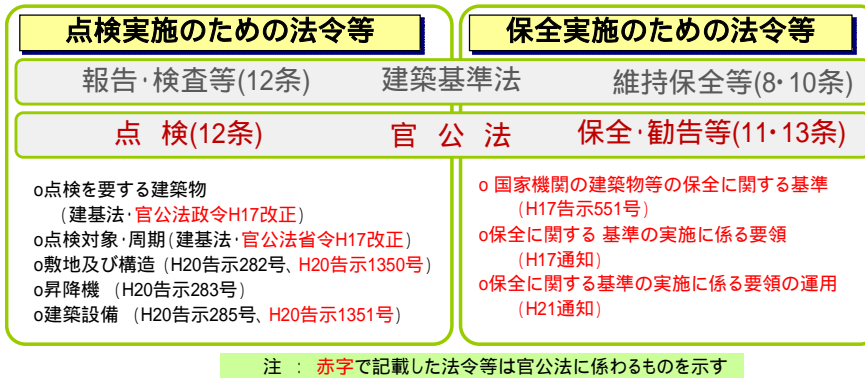 点検実施のための法令等
保全実施のための法令等
報告・検査等(12条) 建築基準法 維持保全等(8・10条)
点 検(12条) 官 公 法 保全・勧告等(11・13条)
o点検を要する建築物
(建基法・官公法政令H17改正)
o点検対象・周期(建基法・官公法省令H17改正)
o敷地及び構造 (H20告示282号、H20告示1350号)
o昇降機 (H20告示283号)
o建築設備 (H20告示285号、H20告示1351号)
o 国家機関の建築物等の保全に関する基準
(H17告示551号)
o保全に関する 基準の実施に係る要領
(H17通知)
o保全に関する基準の実施に係る要領の運用
(H21通知)
注 : 赤字で記載した法令等は官公法に係わるものを示す